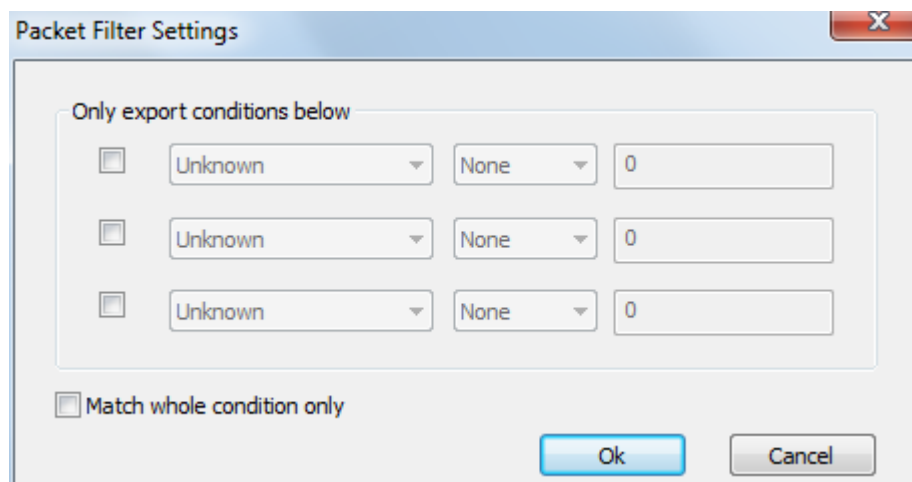 Packet Filter Settings
Only export conditions below
Unknown None 0
Unknown None 0
Unknown None 0
Match whole condition only
Ok Cancel